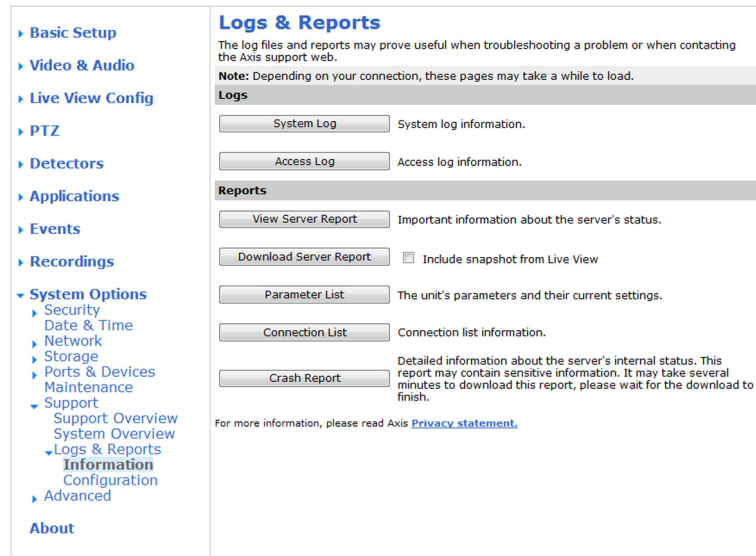 Basic Setup
Video & Audio
Live View Config
PTZ
Detectors
Applications
Events
Recordings
System Options
Security
Date & Time
Network
Storage
Ports & Devices
Maintenance
Support
Support Overview
System Overview
Logs & Reports
Information
Configuration
Advanced
About
Logs & Reports
The log files and reports may prove useful when troubleshooting a problem or when contacting
the Axis support web.
Note: Depending on your connection, these pages may take a while to load.
Logs
System Log System log information.
Access Log Access log information.
Reports
View Server Report Important information about the server's status.
Download Server Report Include snapshot from Live View
Parameter List The unit's parameters and their current settings.
Connection List Connection list information.
Crash Report Detailed information about the server's internal status. This
report may contain sensitive information. It may take several
minutes to download this report, please wait for the download to
finish.
For more information, please read Axis Privacy statement.